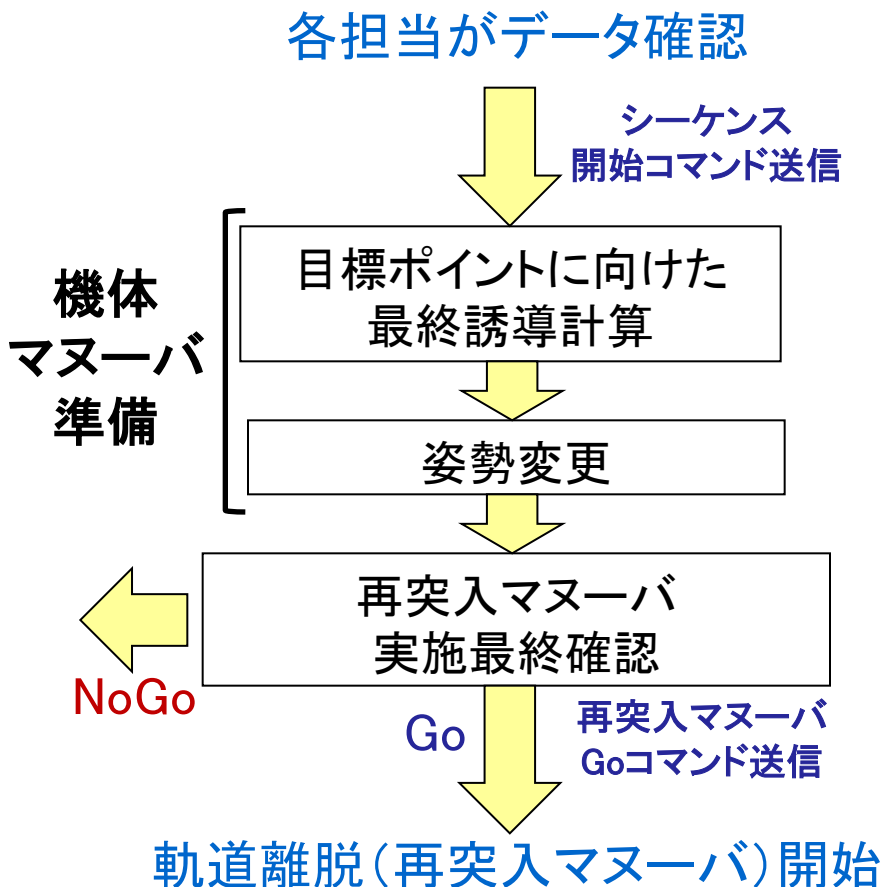 各担当がデータ確認
シーケンス
開始コマンド送信
機体
マヌーバ
準備
目標ポイントに向けた
最終誘導計算
姿勢変更
再突入マヌーバ
実施最終確認
NoGo
Go
再突入マヌーバ
Goコマンド送信
軌道離脱（再突入マヌーバ）開始